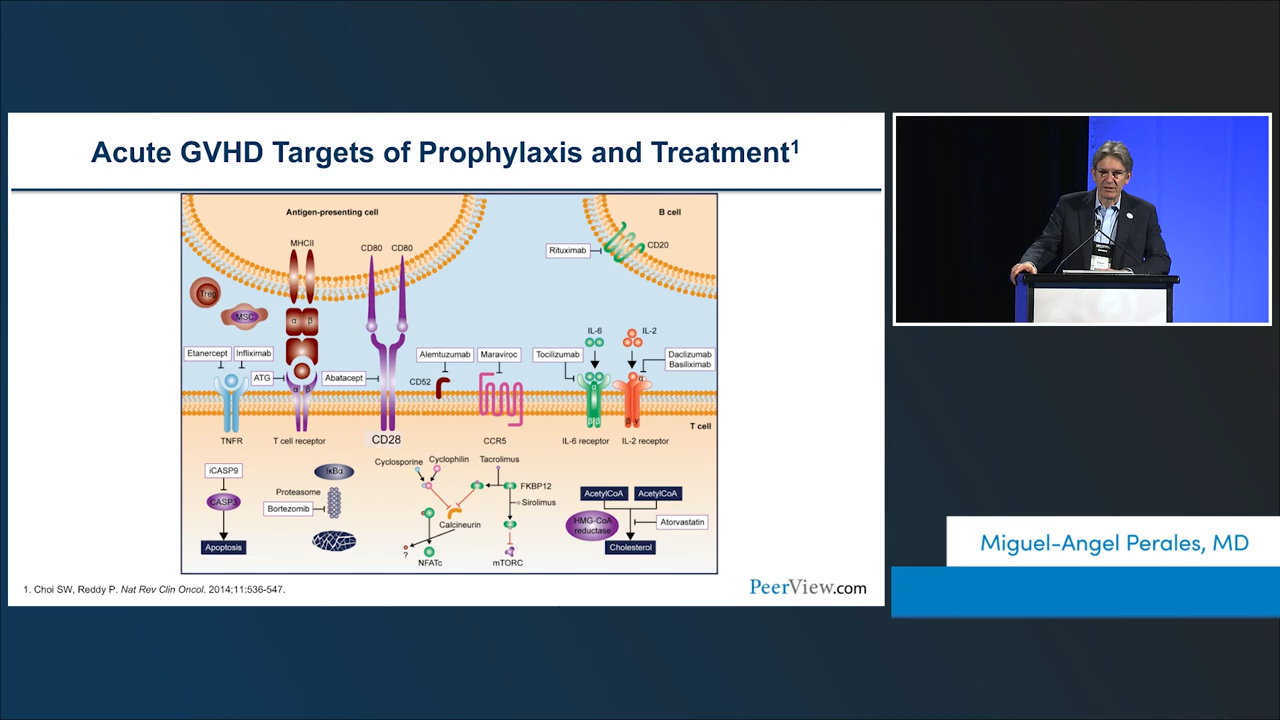 Acute GVHD Targets of Prophylaxis and Treatment1
Antigen-presenting cell
B cell
MHCII
CD80
CD80
Rituximab
CD20
Treg
MSC
α
β
IL-6
IL-2
Etanercept
Infliximab
Alemtuzumab
Maraviroc
Tocilizumab
Daclizumab
Basiliximab
ATG
α
β
Abatacept
CD52
α
α
β
β
β
γ
T cell
TNFR
T cell receptor
CD28
CCR5
IL-6 receptor
IL-2 receptor
iCASP9
IκBα
Cyclosporine
Cyclophilin
Tacrolimus
CASP3
Proteasome
Bortezomib
FKBP12
Sirolimus
AcetylCoA
AcetylCoA
Calcineurin
HMG-CoA
reductase
Atorvastatin
Apoptosis
?
NFATc
mTORC
Cholesterol
1. Choi SW, Reddy P. Nat Rev Clin Oncol. 2014;11:536-547.
PeerView.com
Miguel-Angel Perales, MD